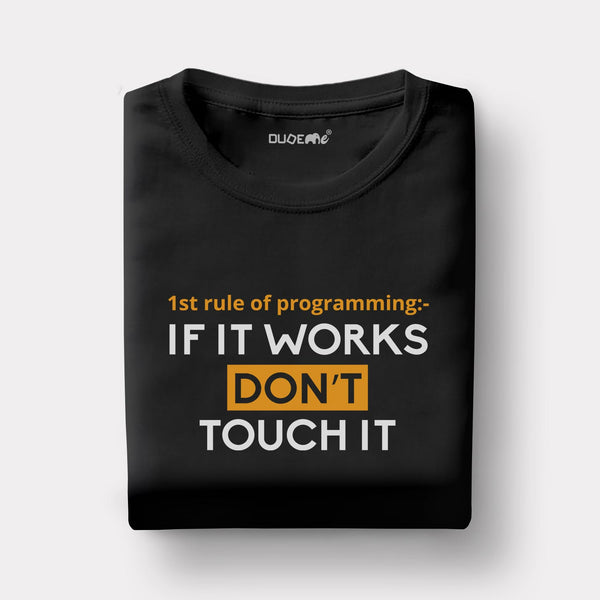 DUDEme®
1st rule of programming:-
IF IT WORKS
DON'T
TOUCH IT